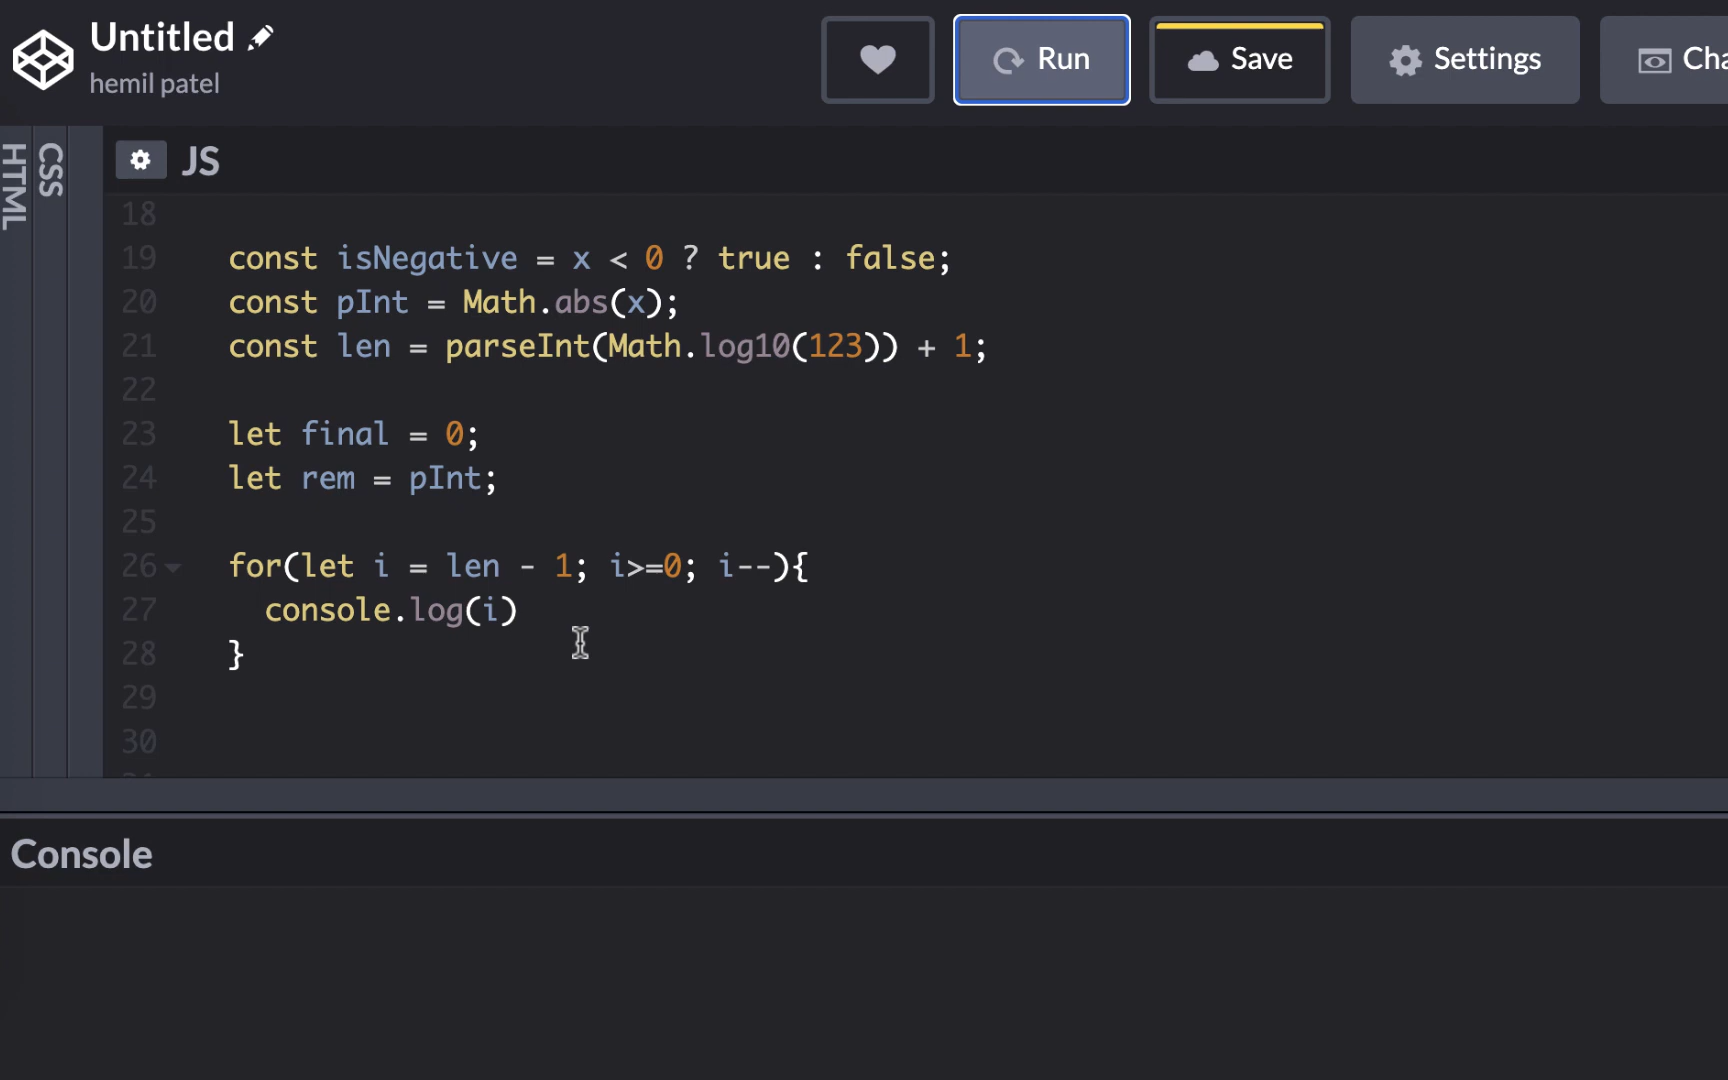 Untitled
hemil patel
Run
Save
Settings
Cha
HTML
CSS
JS
18
19 const isNegative = x < 0 ? true : false;
20 const pInt = Math.abs(x);
21 const len = parseInt(Math.log10(123)) + 1;
22
23 let final = 0;
24 let rem = pInt;
25
26 for(let i = len - 1; i>=0; i--){
27 console.log(i)
28 }
29
30
Console